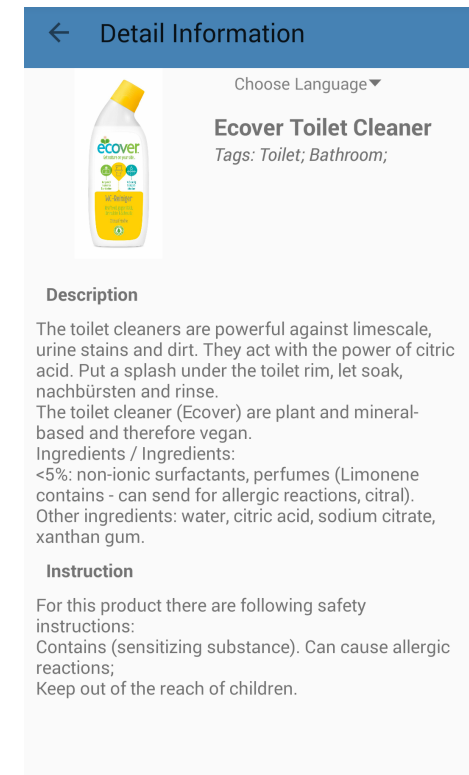 Detail Information
Choose Language
Ecover Toilet Cleaner
Tags: Toilet; Bathroom;
ecover
WC-Reiniger
Description
The toilet cleaners are powerful against limescale,
urine stains and dirt. They act with the power of citric
acid. Put a splash under the toilet rim, let soak,
nachbürsten and rinse.
The toilet cleaner (Ecover) are plant and mineral-
based and therefore vegan.
Ingredients / Ingredients:
<5%: non-ionic surfactants, perfumes (Limonene
contains - can send for allergic reactions, citral).
Other ingredients: water, citric acid, sodium citrate,
xanthan gum.
Instruction
For this product there are following safety
instructions:
Contains (sensitizing substance). Can cause allergic
reactions;
Keep out of the reach of children.